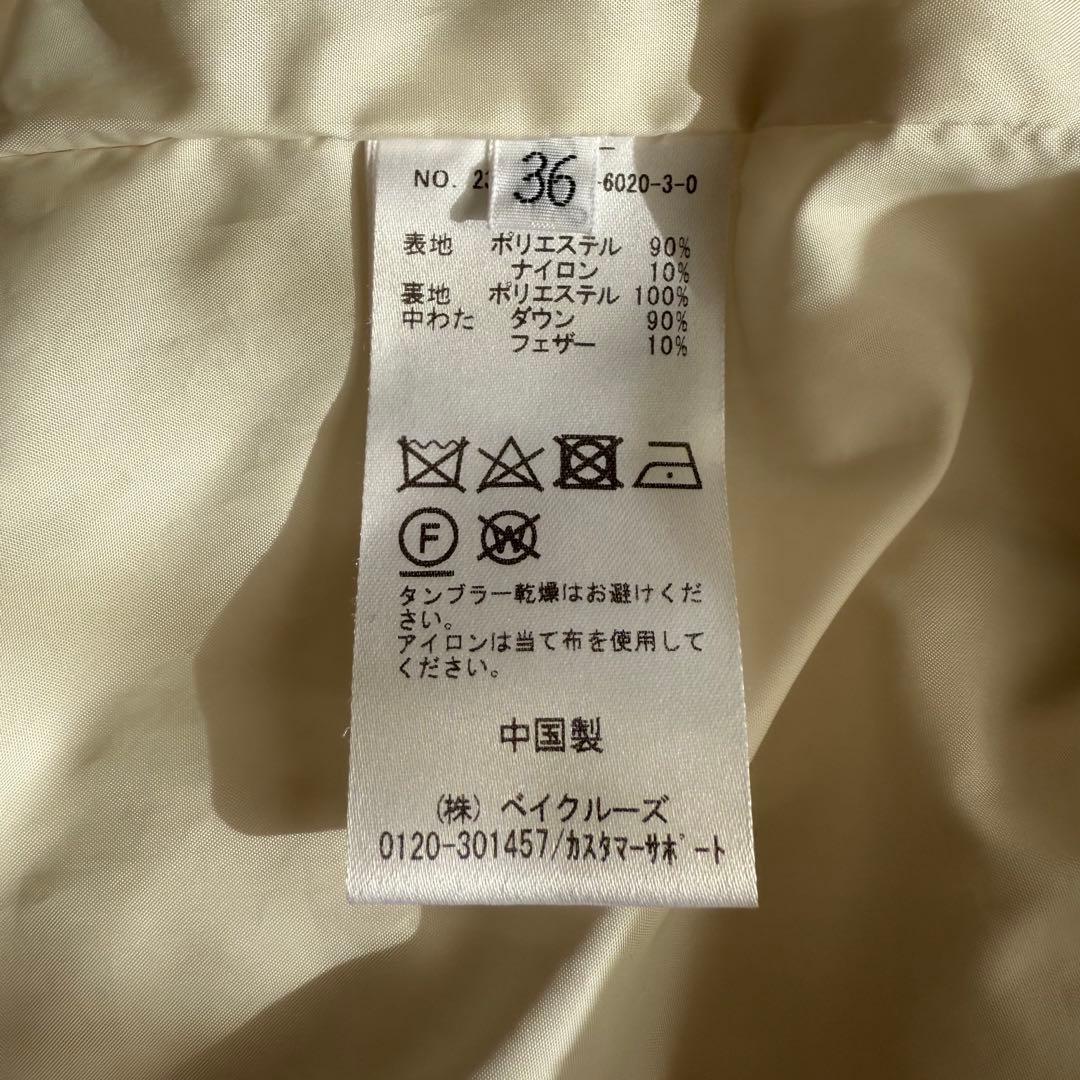 36
NO. 23 -6020-3-0
表地 ポリエステル 90%
ナイロン 10%
裏地 ポリエステル 100%
中わた ダウン 90%
フェザー 10%
F W
タンブラー乾燥はお避けくだ
さい。
アイロンは当て布を使用して
ください。
中国製
(株) ベイクルーズ
0120-301457/カスタマーサポート